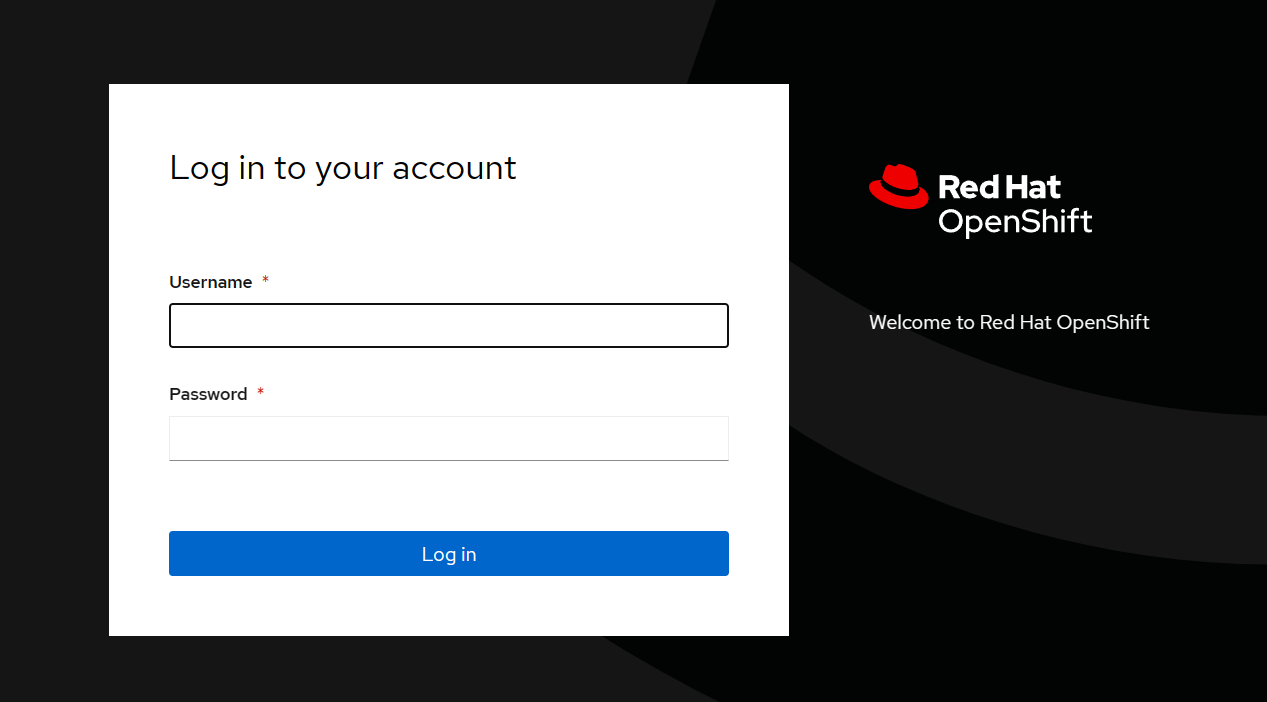 Log in to your account
Username *
Password *
Log in
Red Hat
OpenShift
Welcome to Red Hat OpenShift